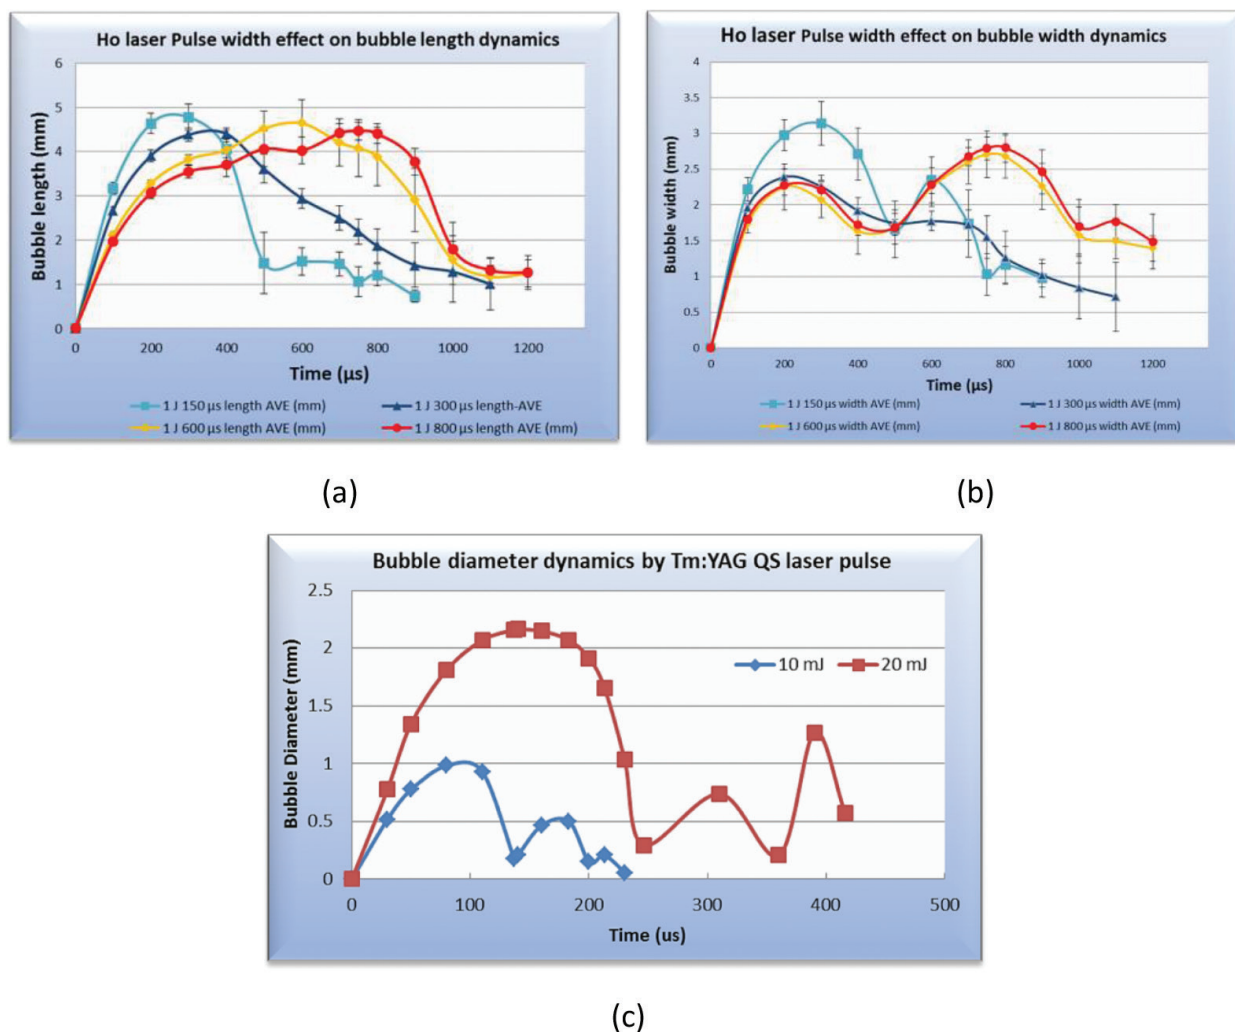 Ho laser Pulse width effect on bubble length dynamics
Bubble length (mm)
6
5
4
3
2
1
0
0 200 400 600 800 1000 1200
Time (µs)
1 J 150 µs length AVE (mm) 1 J 300 µs length-AVE
1 J 600 µs length AVE (mm) 1 J 800 µs length AVE (mm)
(a)
Ho laser Pulse width effect on bubble width dynamics
Bubble width (mm)
4
3.5
3
2.5
2
1.5
1
0.5
0
0 200 400 600 800 1000 1200
Time (µs)
1 J 150 µs width AVE (mm) 1 J 300 µs width AVE (mm)
1 J 600 µs width AVE (mm) 1 J 800 µs width AVE (mm)
(b)
Bubble diameter dynamics by Tm:YAG QS laser pulse
Bubble Diameter (mm)
2.5
2
1.5
1
0.5
0
10 mJ 20 mJ
0 100 200 300 400 500
Time (us)
(c)